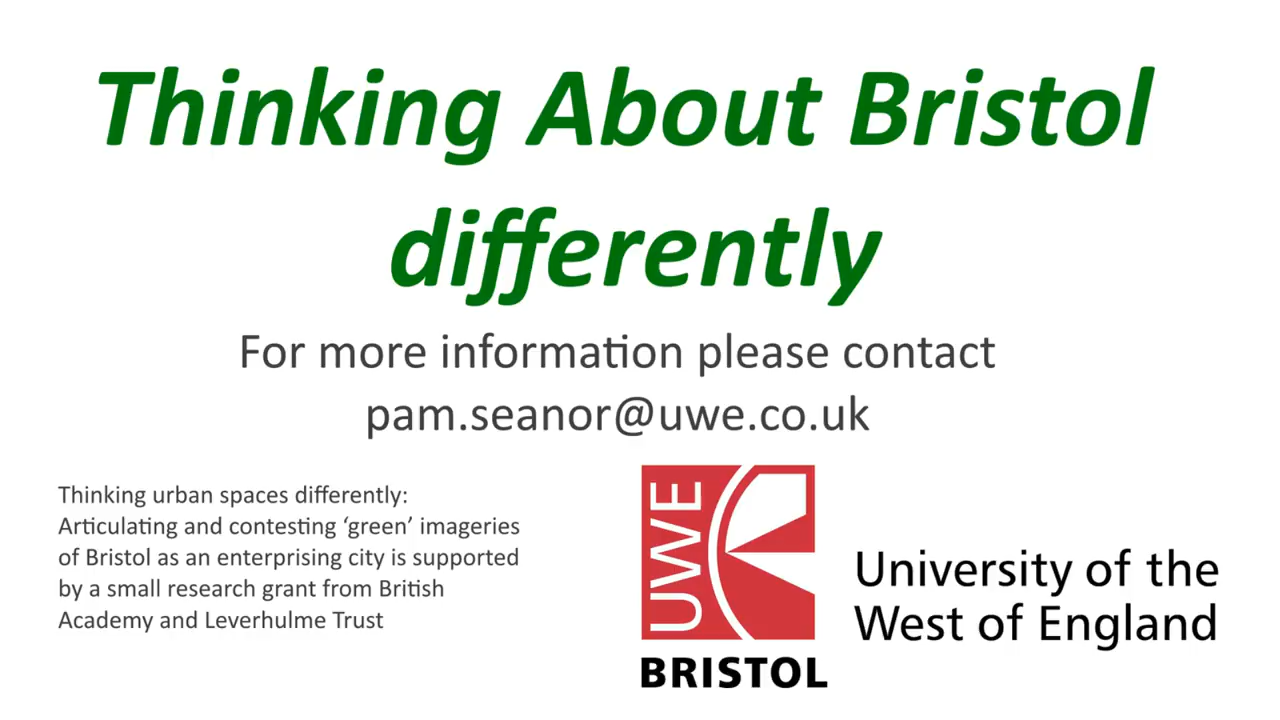 Thinking About Bristol
differently
For more information please contact
pam.seanor@uwe.co.uk
Thinking urban spaces differently:
Articulating and contesting ‘green’ imageries
of Bristol as an enterprising city is supported
by a small research grant from British
Academy and Leverhulme Trust
UWE
BRISTOL
University of the
West of England